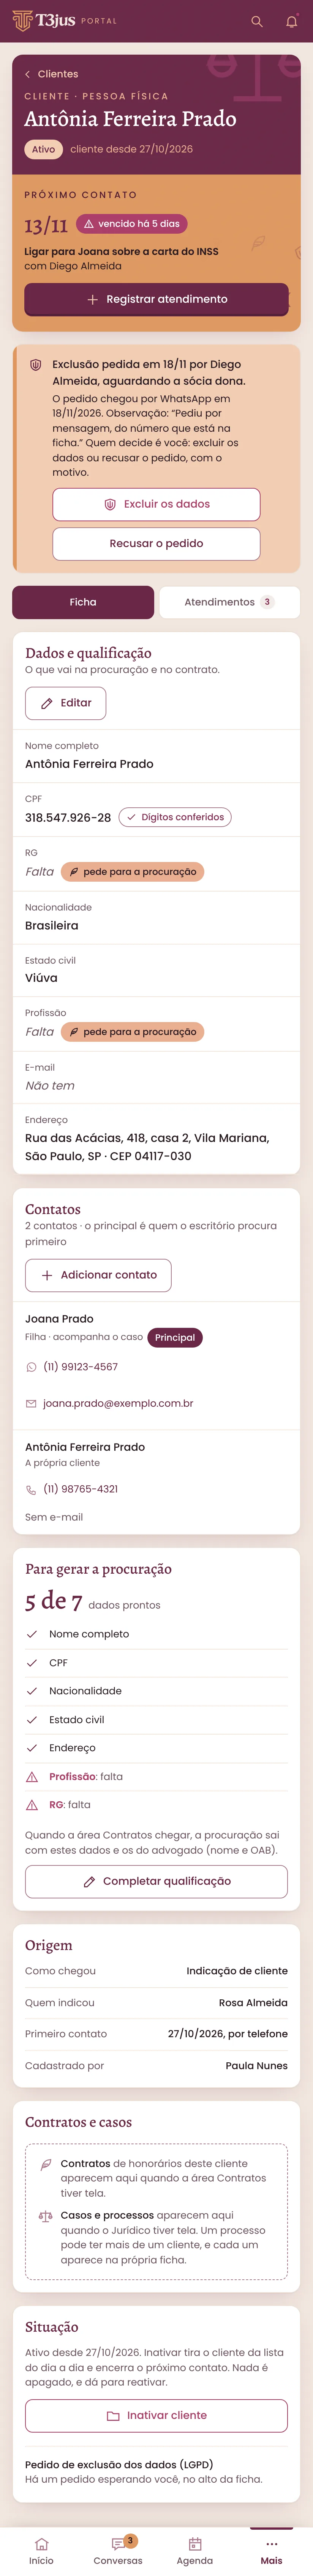 T3jus PORTAL
Clientes
CLIENTE · PESSOA FÍSICA
Antônia Ferreira Prado
Ativo cliente desde 27/10/2026
PRÓXIMO CONTATO
13/11 vencido há 5 dias
Ligar para Joana sobre a carta do INSS
com Diego Almeida
Registrar atendimento
Exclusão pedida em 18/11 por Diego
Almeida, aguardando a sócia dona.
O pedido chegou por WhatsApp em
18/11/2026. Observação: “Pediu por
mensagem, do número que está na
ficha.” Quem decide é você: excluir os
dados ou recusar o pedido, com o
motivo.
Excluir os dados
Recusar o pedido
Ficha
Atendimentos 3
Dados e qualificação
O que vai na procuração e no contrato.
Editar
Nome completo
Antônia Ferreira Prado
CPF
318.547.926-28 Dígitos conferidos
RG
Falta pede para a procuração
Nacionalidade
Brasileira
Estado civil
Viúva
Profissão
Falta pede para a procuração
E-mail
Não tem
Endereço
Rua das Acácias, 418, casa 2, Vila Mariana,
São Paulo, SP · CEP 04117-030
Contatos
2 contatos · o principal é quem o escritório procura
primeiro
Adicionar contato
Joana Prado
Filha · acompanha o caso Principal
(11) 99123-4567
joana.prado@exemplo.com.br
Antônia Ferreira Prado
A própria cliente
(11) 98765-4321
Sem e-mail
Para gerar a procuração
5 de 7 dados prontos
Nome completo
CPF
Nacionalidade
Estado civil
Endereço
Profissão: falta
RG: falta
Quando a área Contratos chegar, a procuração sai
com estes dados e os do advogado (nome e OAB).
Completar qualificação
Origem
Como chegou Indicação de cliente
Quem indicou Rosa Almeida
Primeiro contato 27/10/2026, por telefone
Cadastrado por Paula Nunes
Contratos e casos
Contratos de honorários deste cliente
aparecem aqui quando a área Contratos
tiver tela.
Casos e processos aparecem aqui
quando o Jurídico tiver tela. Um processo
pode ter mais de um cliente, e cada um
aparece na própria ficha.
Situação
Ativo desde 27/10/2026. Inativar tira o cliente da lista
do dia a dia e encerra o próximo contato. Nada é
apagado, e dá para reativar.
Inativar cliente
Pedido de exclusão dos dados (LGPD)
Há um pedido esperando você, no alto da ficha.
3
Início Conversas Agenda Mais